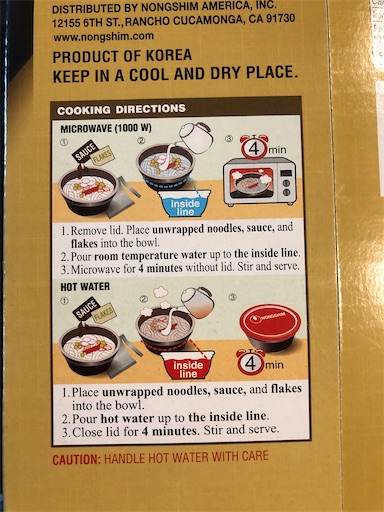 DISTRIBUTED BY NONGSHIM AMERICA, INC.
12155 6TH ST., RANCHO CUCAMONGA, CA 91730
www.nongshim.com
PRODUCT OF KOREA
KEEP IN A COOL AND DRY PLACE.
COOKING DIRECTIONS
MICROWAVE (1000 W)
① ② ③
SAUCE
FLAKES
4 min
inside
line
1. Remove lid. Place unwrapped noodles, sauce, and
flakes into the bowl.
2. Pour room temperature water up to the inside line.
3. Microwave for 4 minutes without lid. Stir and serve.
HOT WATER
① ② ③
SAUCE
FLAKES
NONGSHIM
inside
line
4 min
1. Place unwrapped noodles, sauce, and flakes
into the bowl.
2. Pour hot water up to the inside line.
3. Close lid for 4 minutes. Stir and serve.
CAUTION: HANDLE HOT WATER WITH CARE